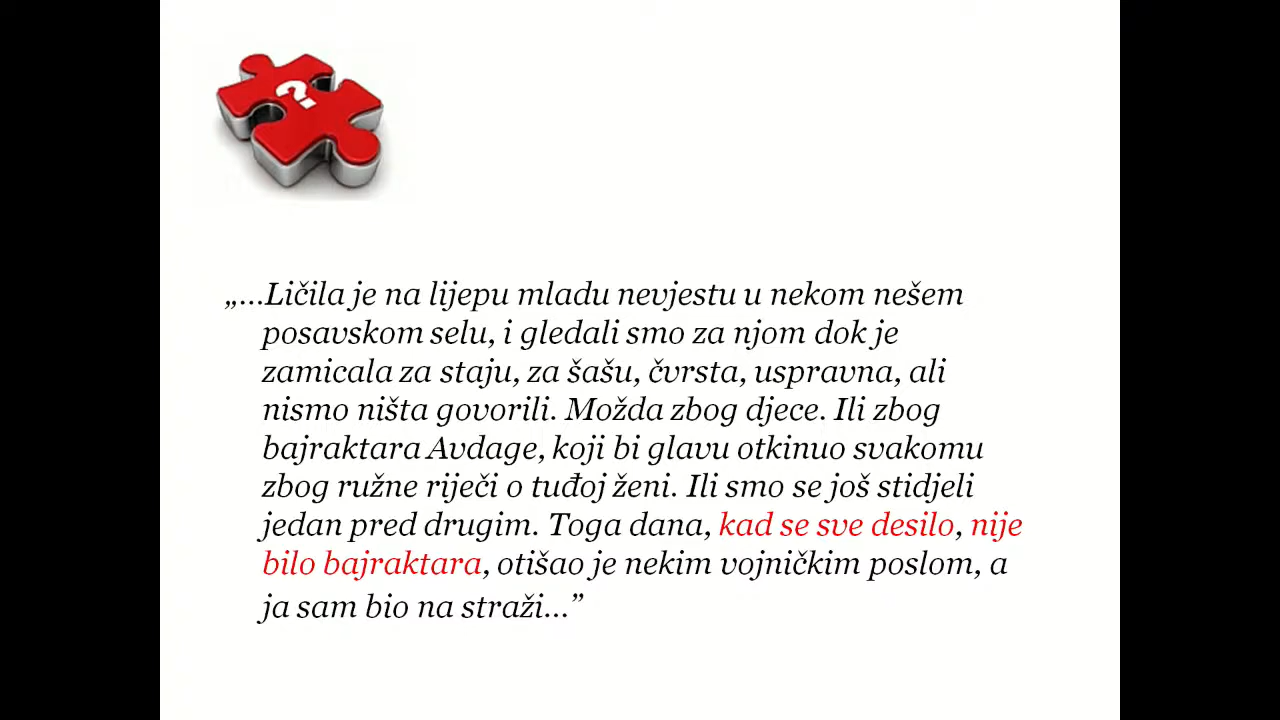 ?
„...Ličila je na lijepu mladu nevjestu u nekom nešem
posavskom selu, i gledali smo za njom dok je
zamicala za staju, za šašu, čvrsta, uspravna, ali
nismo ništa govorili. Možda zbog djece. Ili zbog
bajraktara Avdage, koji bi glavu otkinuo svakomu
zbog ružne riječi o tuđoj ženi. Ili smo se još stidjeli
jedan pred drugim. Toga dana, kad se sve desilo, nije
bilo bajraktara, otišao je nekim vojničkim poslom, a
ja sam bio na straži...”